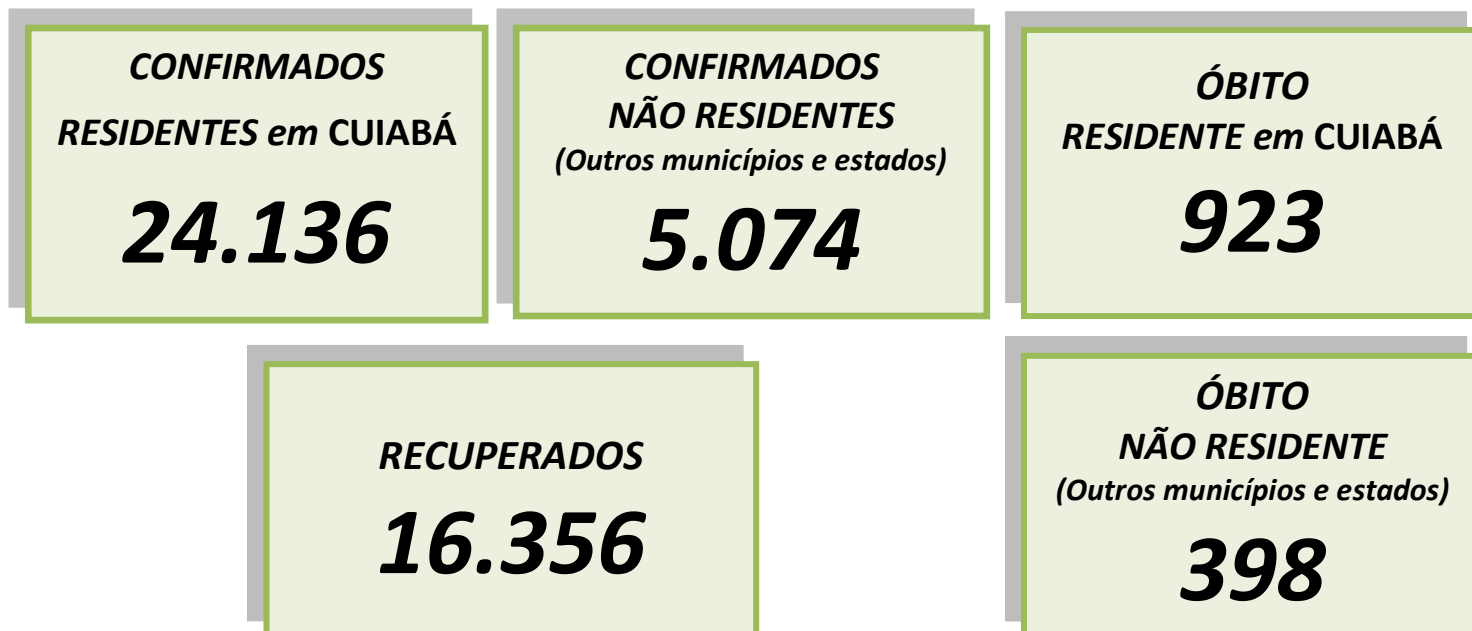 CONFIRMADOS
RESIDENTES em CUIABÁ
24.136
CONFIRMADOS
NÃO RESIDENTES
(Outros municípios e estados)
5.074
ÓBITO
RESIDENTE em CUIABÁ
923
RECUPERADOS
16.356
ÓBITO
NÃO RESIDENTE
(Outros municípios e estados)
398